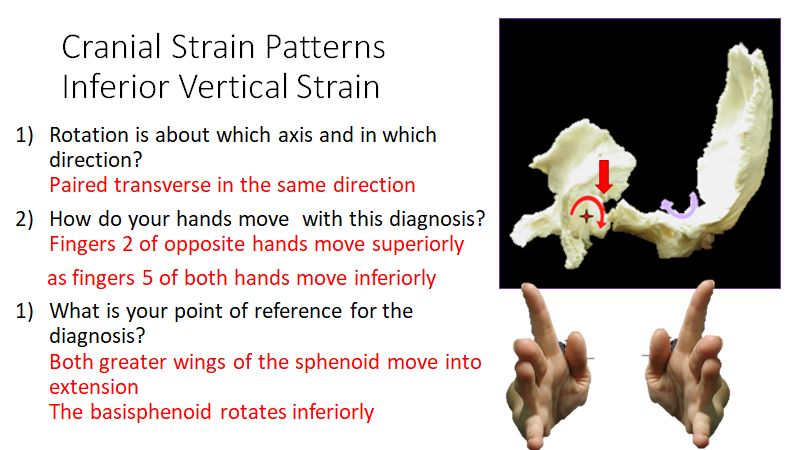 Cranial Strain Patterns
Inferior Vertical Strain
1) Rotation is about which axis and in which
direction?
Paired transverse in the same direction
2) How do your hands move with this diagnosis?
Fingers 2 of opposite hands move superiorly
as fingers 5 of both hands move inferiorly
1) What is your point of reference for the
diagnosis?
Both greater wings of the sphenoid move into
extension
The basisphenoid rotates inferiorly